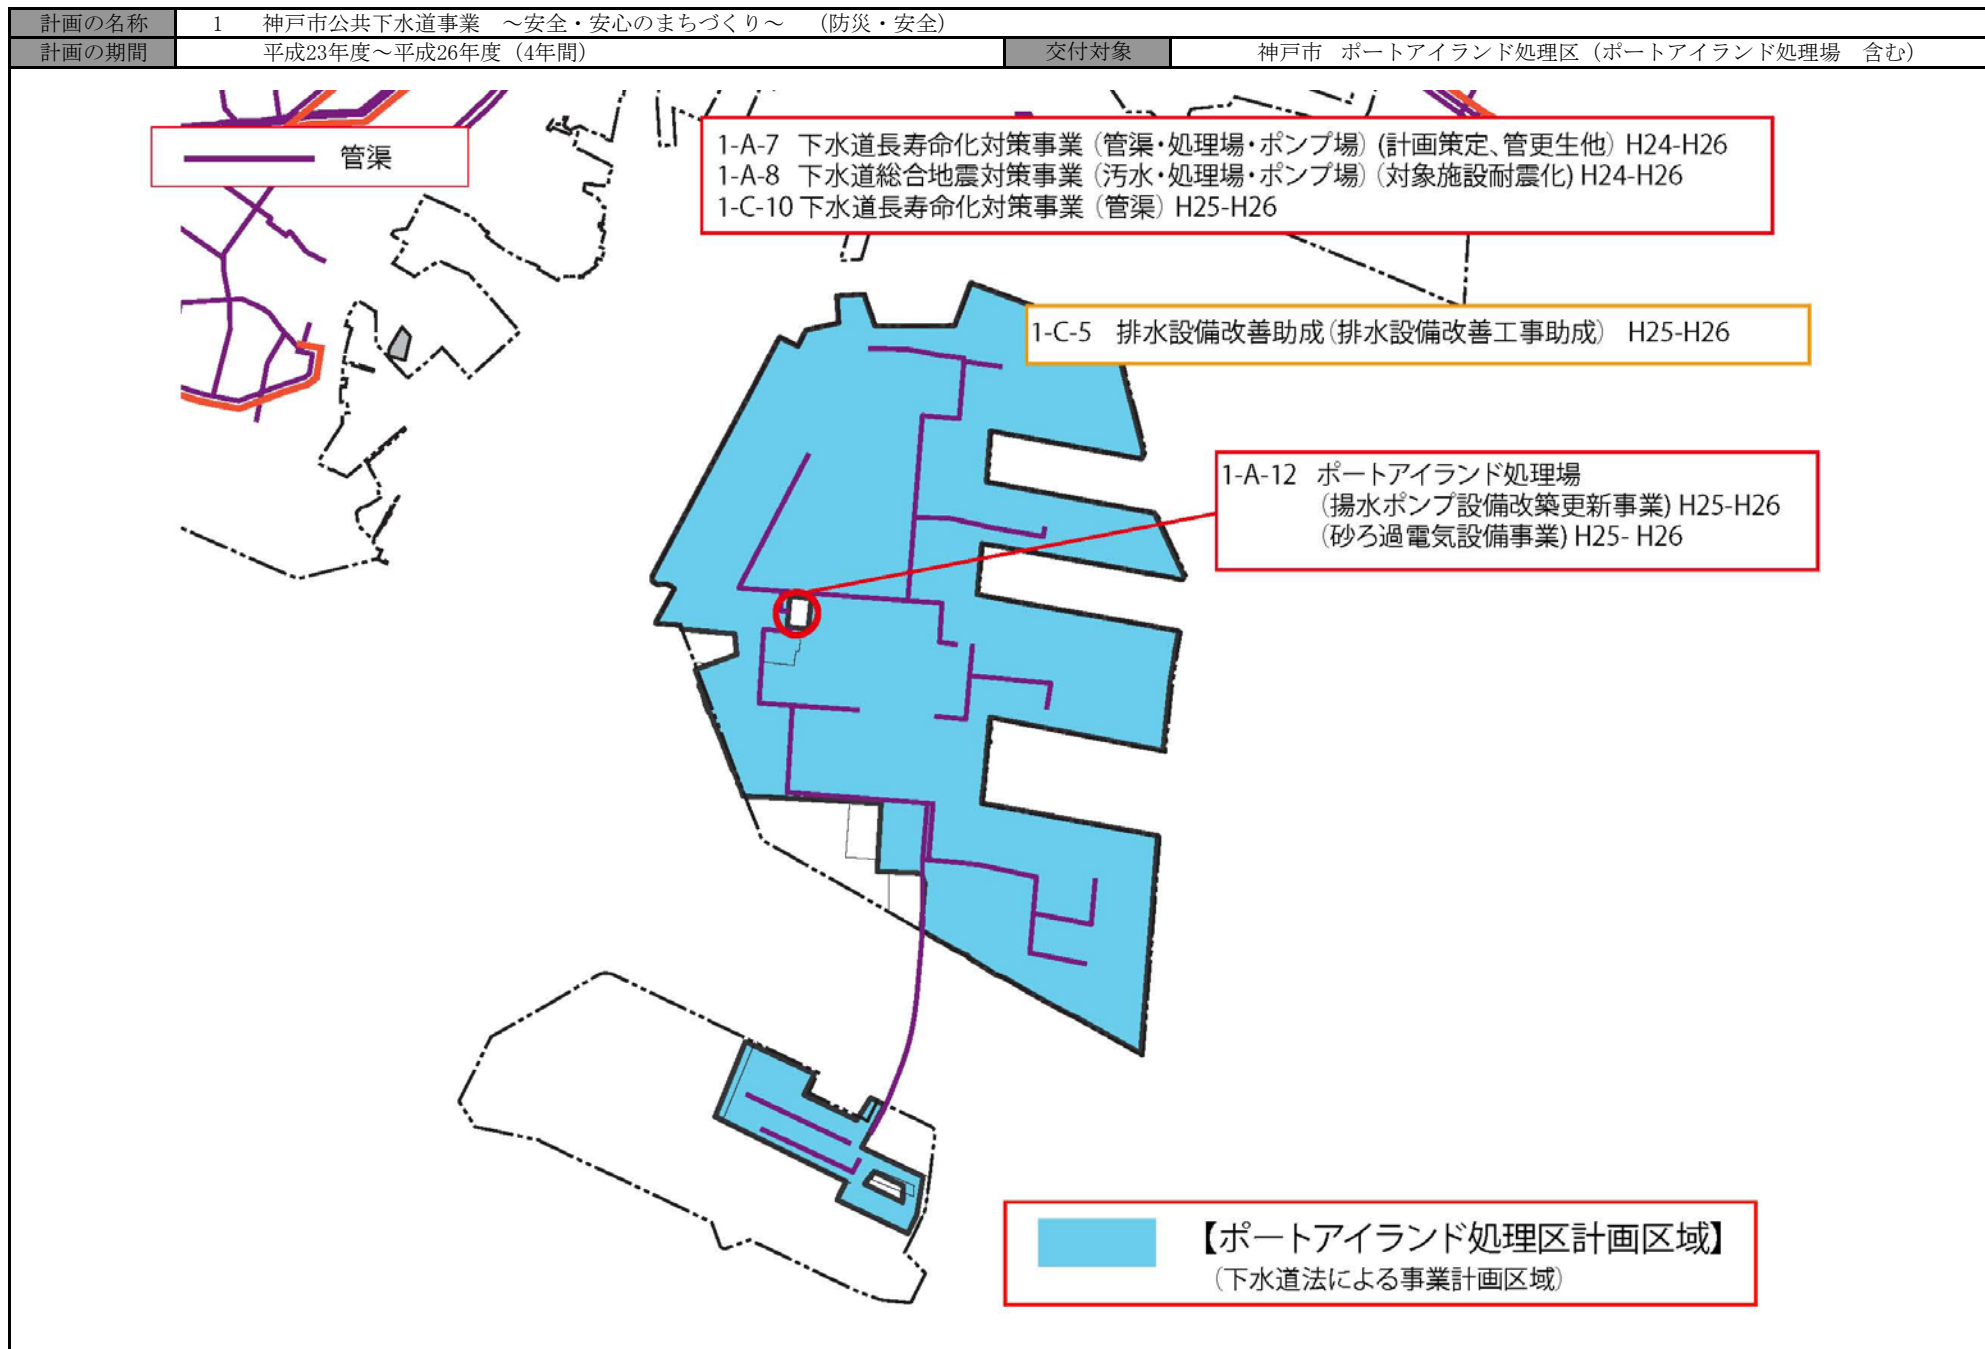 計画の名称　1　神戸市公共下水道事業　～安全・安心のまちづくり～　（防災・安全）
計画の期間　平成23年度～平成26年度（4年間）　交付対象　神戸市　ポートアイランド処理区（ポートアイランド処理場　含む）
管渠
1-A-7 下水道長寿命化対策事業（管渠・処理場・ポンプ場）（計画策定、管更生他）H24-H26
1-A-8 下水道総合地震対策事業（汚水・処理場・ポンプ場）（対象施設耐震化）H24-H26
1-C-10 下水道長寿命化対策事業（管渠）H25-H26
1-C-5 排水設備改善助成（排水設備改善工事助成） H25-H26
1-A-12 ポートアイランド処理場
（揚水ポンプ設備改築更新事業）H25-H26
（砂ろ過電気設備事業）H25- H26
【ポートアイランド処理区計画区域】
（下水道法による事業計画区域）